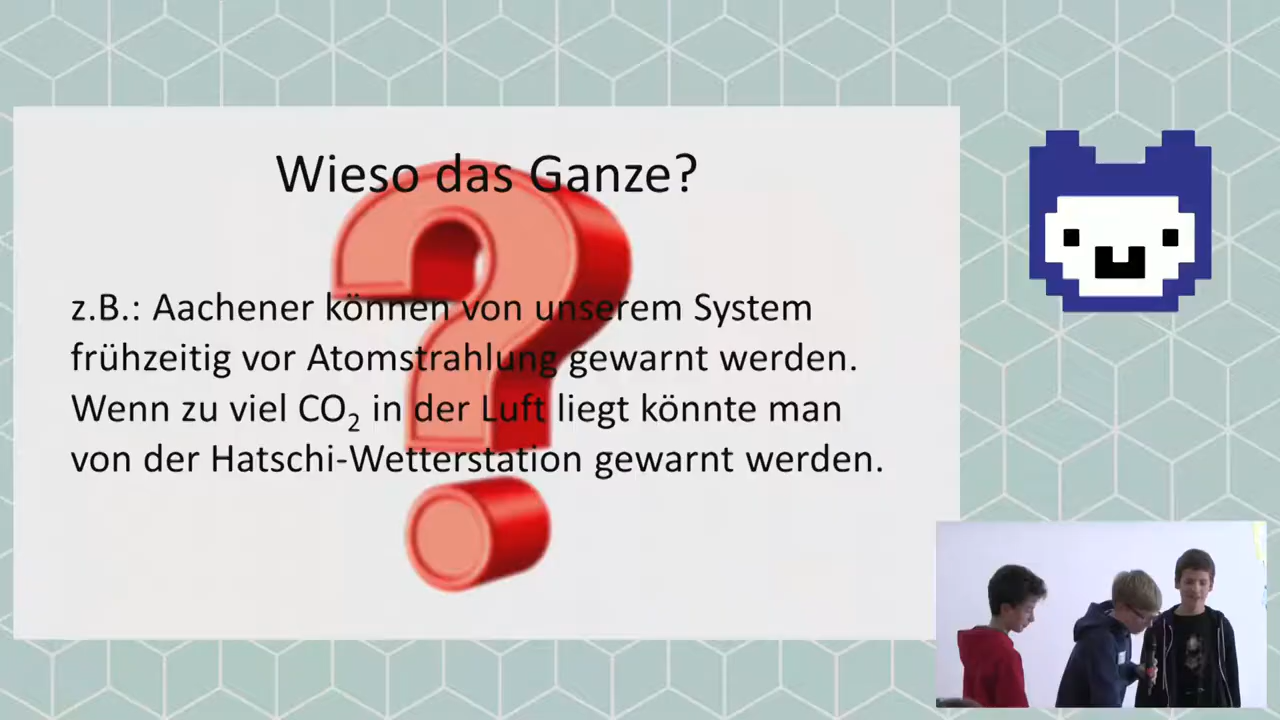 Wieso das Ganze?
z.B.: Aachener können von unserem System
frühzeitig vor Atomstrahlung gewarnt werden.
Wenn zu viel CO₂ in der Luft liegt könnte man
von der Hatschi-Wetterstation gewarnt werden.